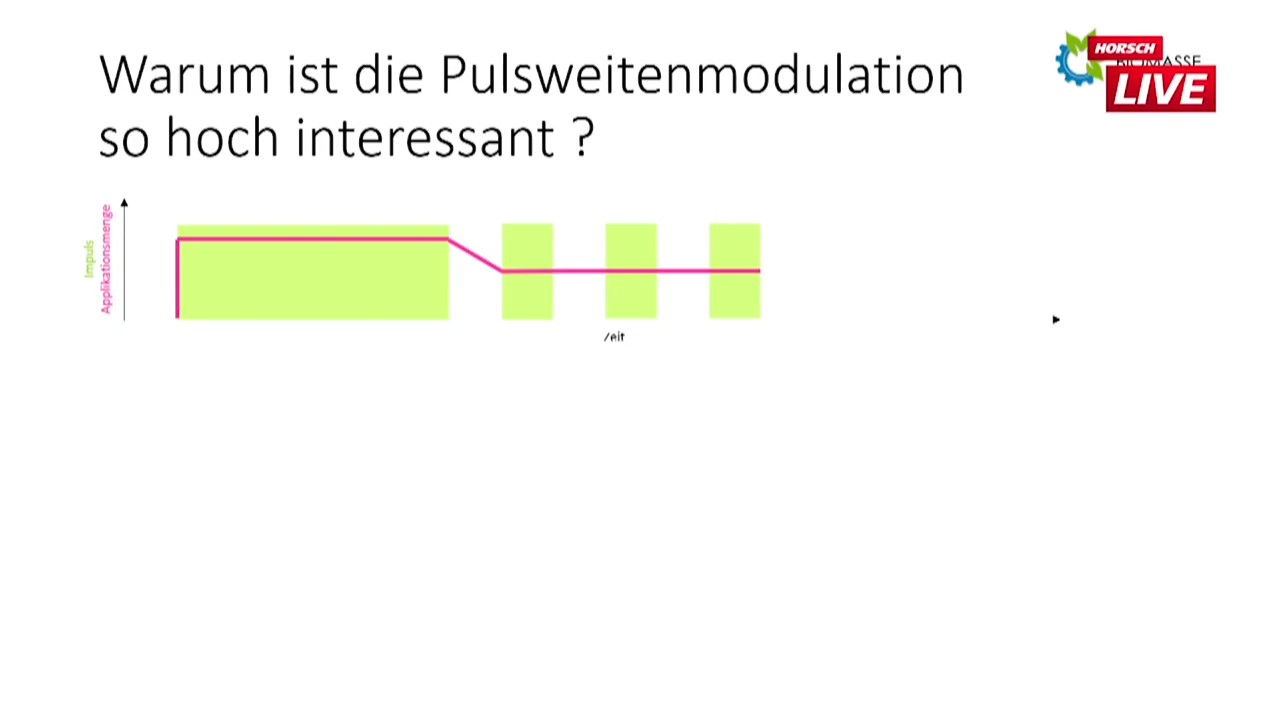 Warum ist die Pulsweitenmodulation
so hoch interessant ?
HORSCH
LIVE
Impuls
Applikationsmenge